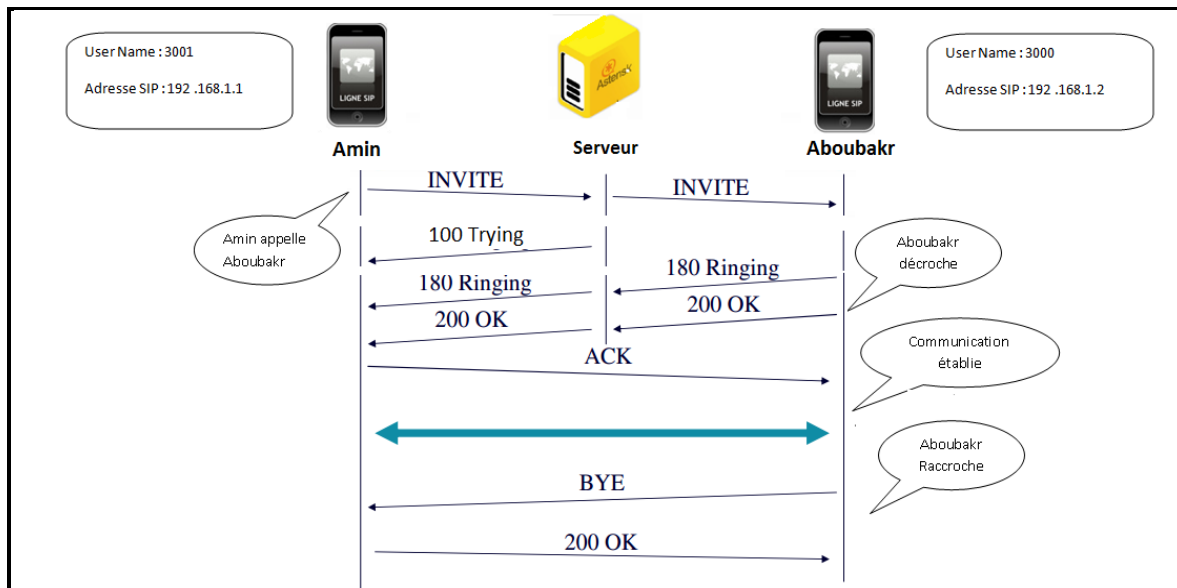 User Name : 3001
Adresse SIP : 192 .168.1.1
LIGNE SIP
Asterisk
LIGNE SIP
User Name : 3000
Adresse SIP : 192 .168.1.2
Amin
Serveur
Aboubakr
INVITE
INVITE
Amin appelle
Aboubakr
100 Trying
Aboubakr
décroche
180 Ringing
180 Ringing
200 OK
200 OK
Communication
établie
ACK
Aboubakr
Raccroche
BYE
200 OK